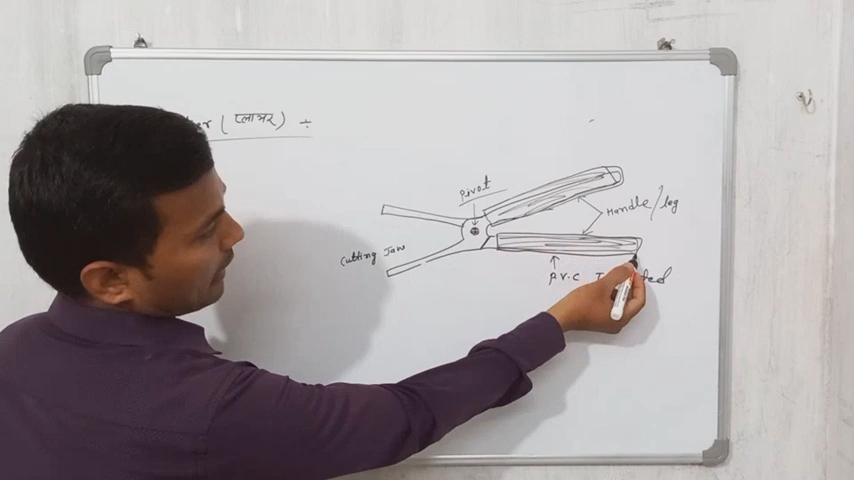 (प्लायर) ÷
Pivot
Handle/leg
Cutting Jaw
P.V.C